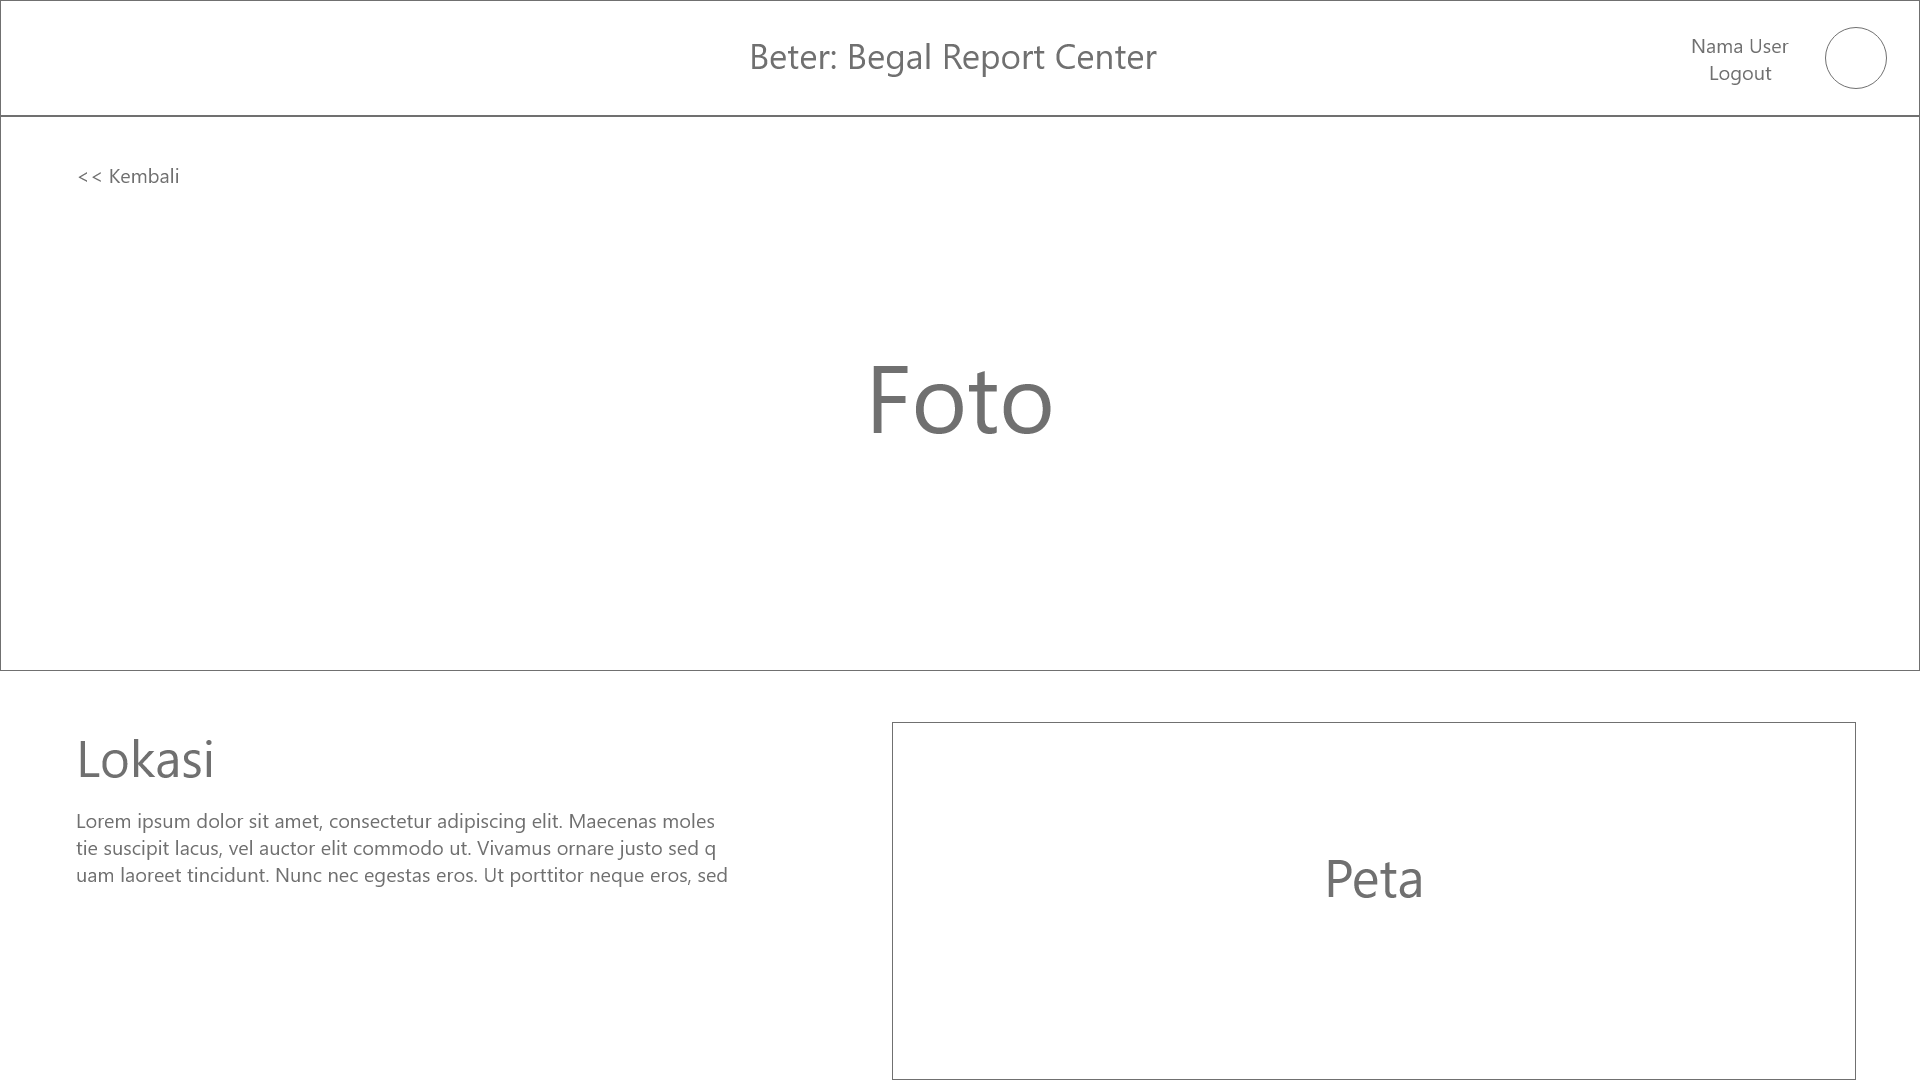 Beter: Begal Report Center
Nama User
Logout
<< Kembali
Foto
Lokasi
Lorem ipsum dolor sit amet, consectetur adipiscing elit. Maecenas moles
tie suscipit lacus, vel auctor elit commodo ut. Vivamus ornare justo sed q
uam laoreet tincidunt. Nunc nec egestas eros. Ut porttitor neque eros, sed
Peta